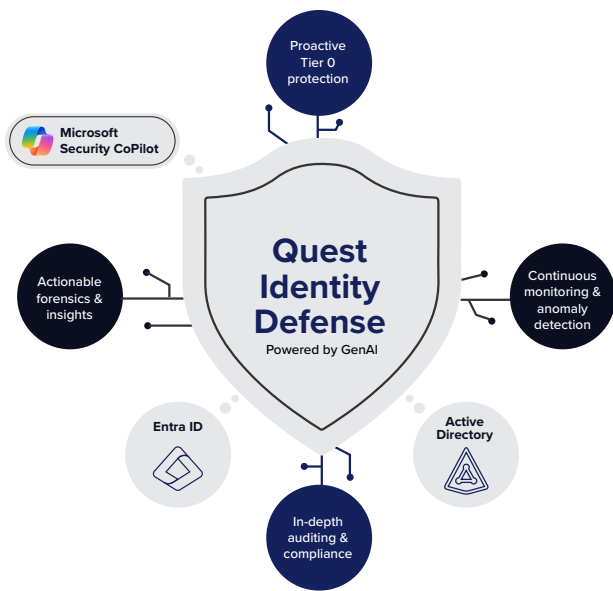 Proactive
Tier 0
protection
Microsoft
Security CoPilot
Quest
Identity
Defense
Powered by GenAI
Actionable
forensics &
insights
Continuous
monitoring &
anomaly
detection
Entra ID
Active
Directory
In-depth
auditing &
compliance